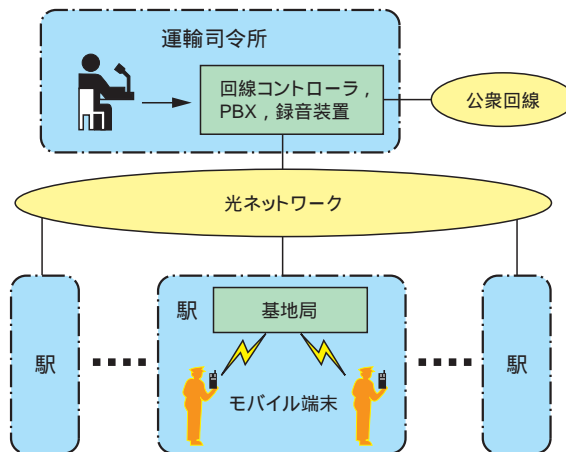 運輸司令所
回線コントローラ，
PBX，録音装置
公衆回線
光ネットワーク
駅
駅
基地局
モバイル端末
駅